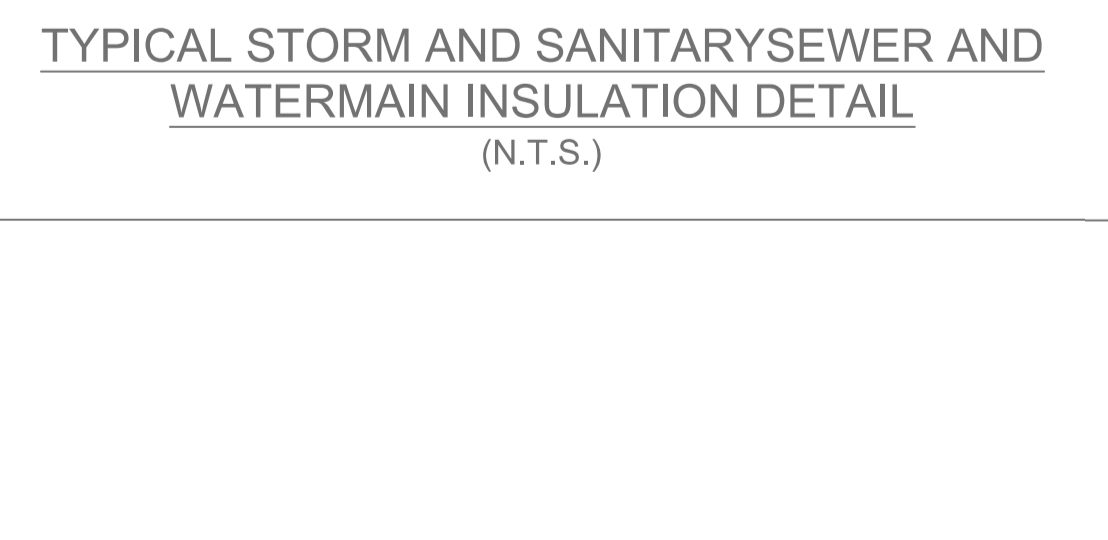 TYPICAL STORM AND SANITARYSEWER AND
WATERMAIN INSULATION DETAIL
(N.T.S.)